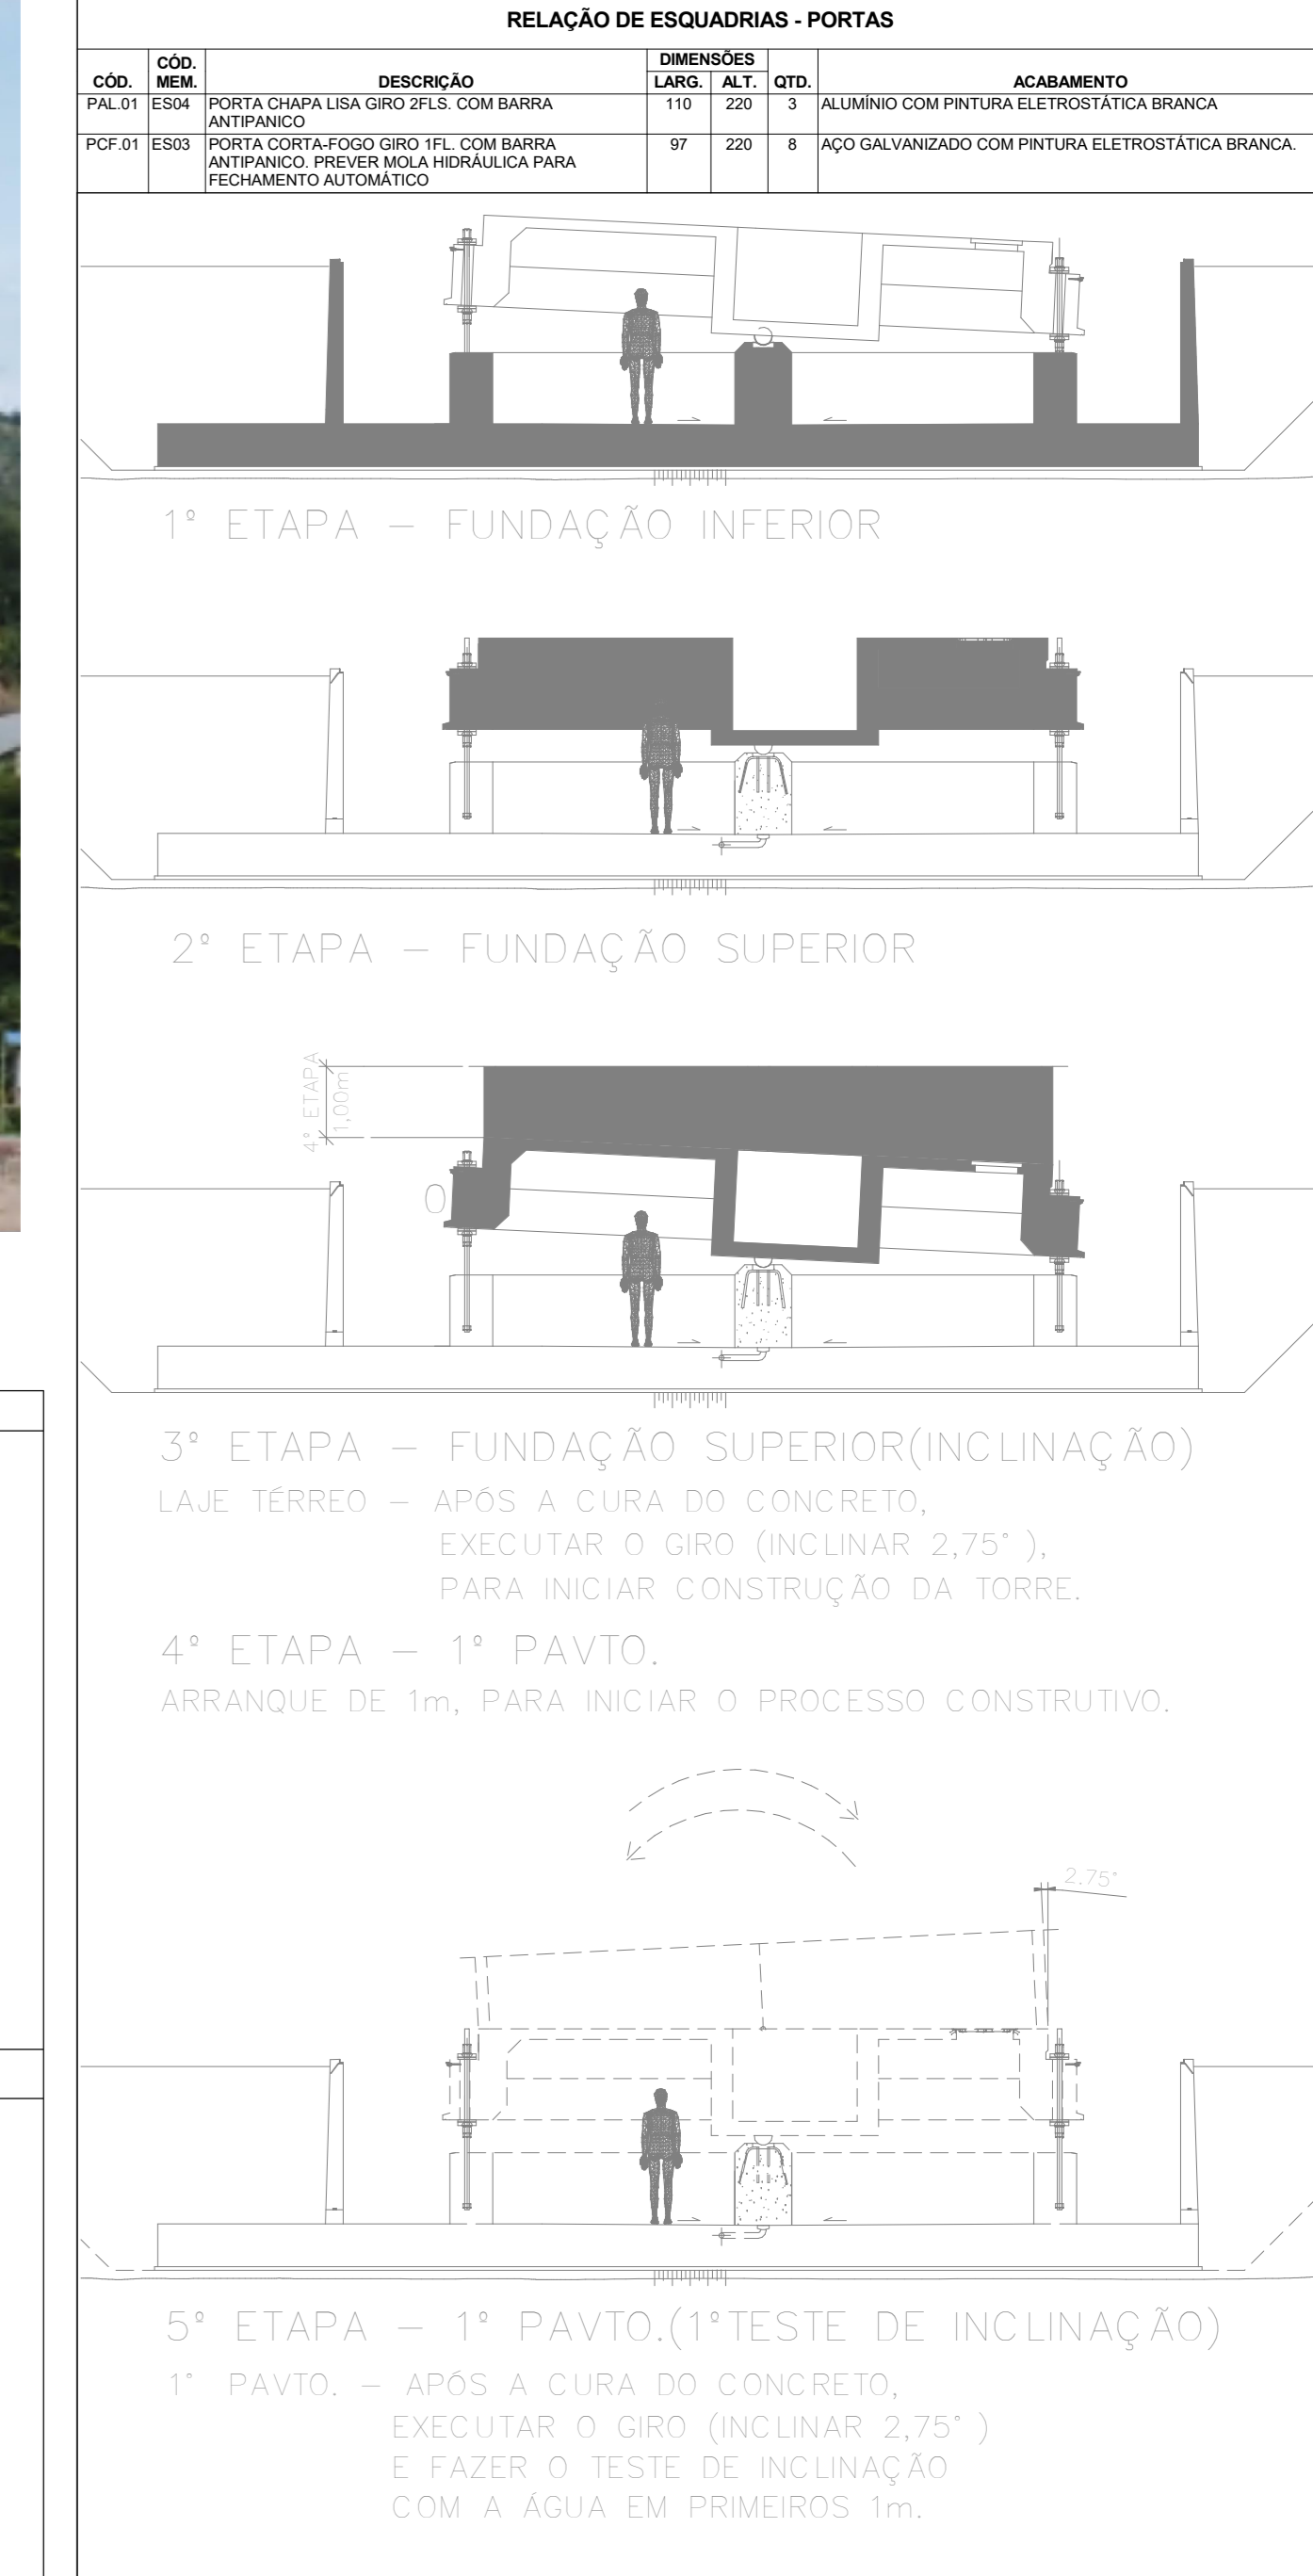 RELAÇÃO DE ESQUADRIAS - PORTAS
CÓD. CÓD. MEM. DESCRIÇÃO DIMENSÕES LARG. ALT. QTD. ACABAMENTO
PAL.01 ES04 PORTA CHAPA LISA GIRO 2FLS. COM BARRA 110 220 3 ALUMÍNIO COM PINTURA ELETROSTÁTICA BRANCA
ANTIPANICO
PCF.01 ES03 PORTA CORTA-FOGO GIRO 1FL. COM BARRA 97 220 8 AÇO GALVANIZADO COM PINTURA ELETROSTÁTICA BRANCA.
ANTIPANICO. PREVER MOLA HIDRÁULICA PARA
FECHAMENTO AUTOMÁTICO
1º ETAPA – FUNDAÇÃO INFERIOR
2º ETAPA – FUNDAÇÃO SUPERIOR
4º ETAPA
1,00m
0
3º ETAPA – FUNDAÇÃO SUPERIOR(INCLINAÇÃO)
LAJE TÉRREO – APÓS A CURA DO CONCRETO,
EXECUTAR O GIRO (INCLINAR 2,75°),
PARA INICIAR CONSTRUÇÃO DA TORRE.
4º ETAPA – 1º PAVTO.
ARRANQUE DE 1m, PARA INICIAR O PROCESSO CONSTRUTIVO.
2.75°
5º ETAPA – 1º PAVTO.(1°TESTE DE INCLINAÇÃO)
1° PAVTO. – APÓS A CURA DO CONCRETO,
EXECUTAR O GIRO (INCLINAR 2,75°)
E FAZER O TESTE DE INCLINAÇÃO
COM A ÁGUA EM PRIMEIROS 1m.